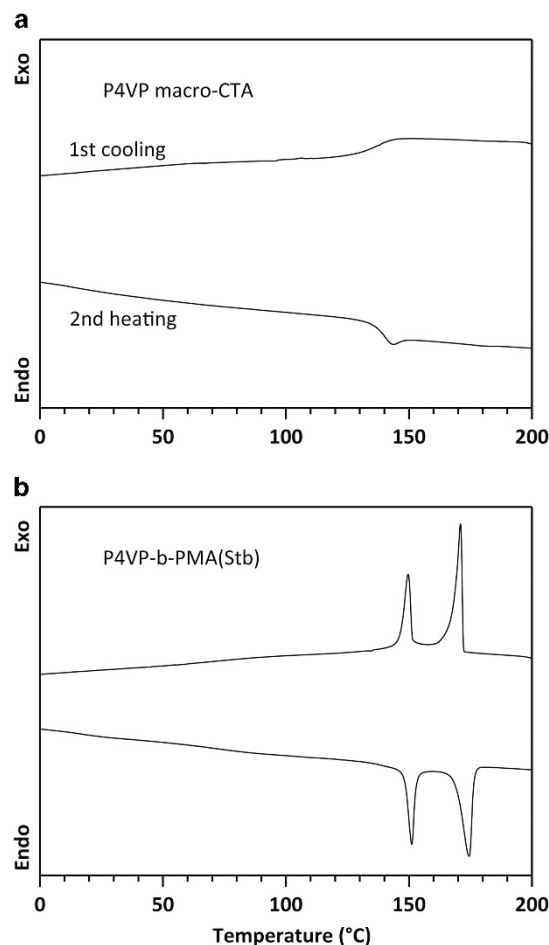 a
Exo
P4VP macro-CTA
1st cooling
2nd heating
Endo
0 50 100 150 200
b
Exo
P4VP-b-PMA(Stb)
Endo
0 50 100 150 200
Temperature (°C)